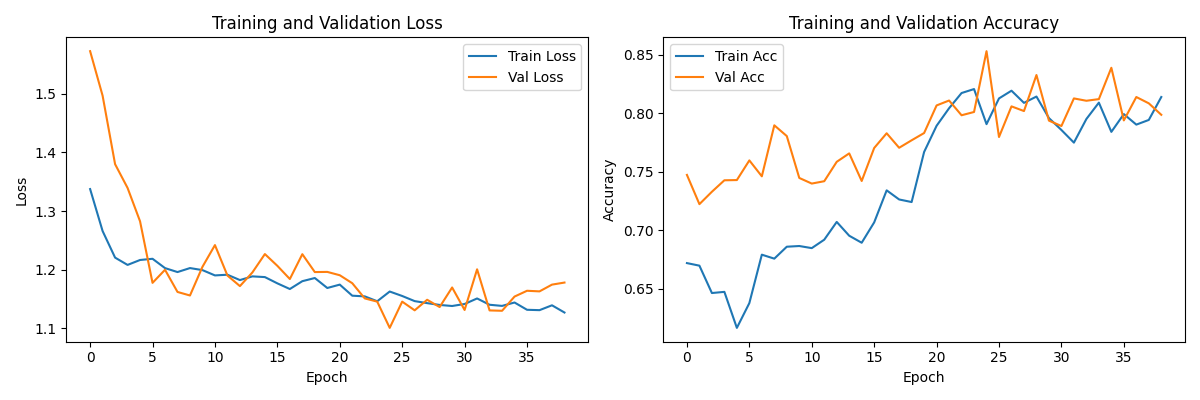 Training and Validation Loss
Train Loss
Val Loss
1.5
1.4
1.3
1.2
1.1
Loss
0 5 10 15 20 25 30 35
Epoch
Training and Validation Accuracy
Train Acc
Val Acc
0.85
0.80
0.75
0.70
0.65
Accuracy
0 5 10 15 20 25 30 35
Epoch